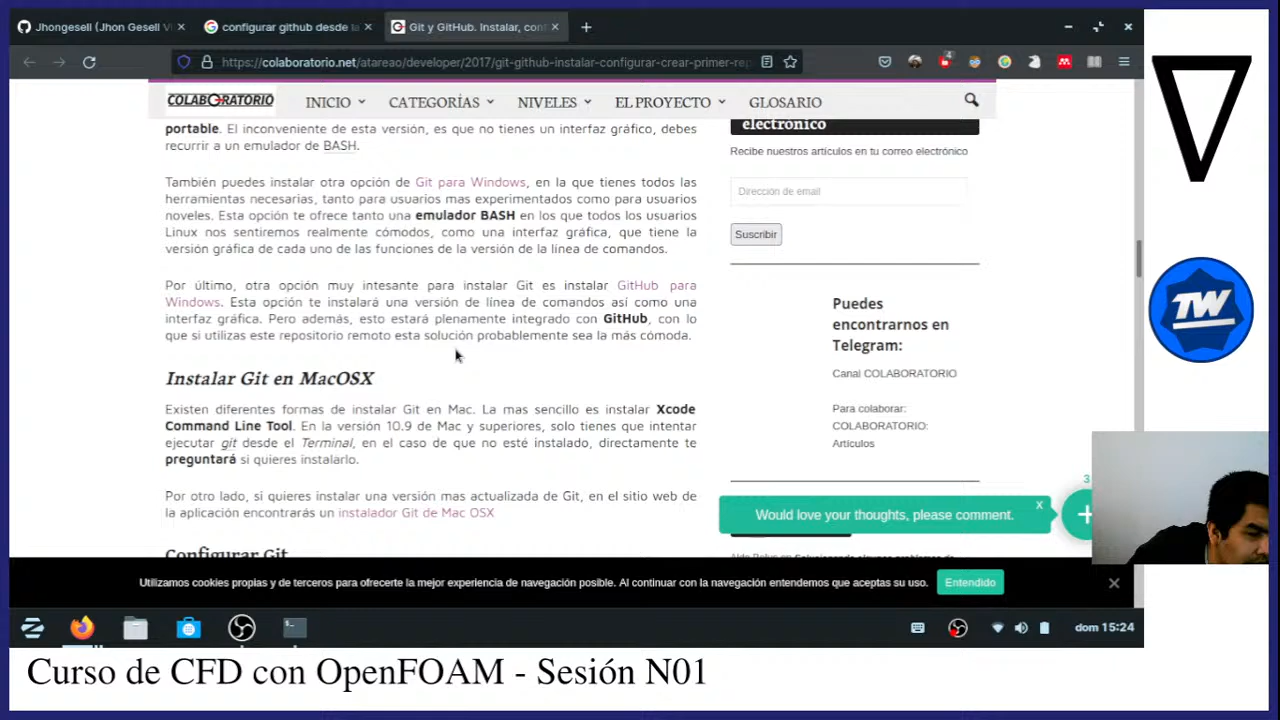 Jhongesell (Jhon Gesell Vi
configurar github desde la
Git y GitHub. Instalar, conf
https://colaboratorio.net/atareao/developer/2017/git-github-instalar-configurar-crear-primer-rep
4
COLABORATORIO
INICIO
CATEGORÍAS
NIVELES
EL PROYECTO
GLOSARIO
portable. El inconveniente de esta versión, es que no tienes un interfaz gráfico, debes
recurrir a un emulador de BASH.
También puedes instalar otra opción de Git para Windows, en la que tienes todos las
herramientas necesarias, tanto para usuarios mas experimentados como para usuarios
noveles. Esta opción te ofrece tanto una emulador BASH en los que todos los usuarios
Linux nos sentiremos realmente cómodos, como una interfaz gráfica, que tiene la
versión gráfica de cada uno de las funciones de la versión de la línea de comandos.
Por último, otra opción muy intesante para instalar Git es instalar GitHub para
Windows. Esta opción te instalará una versión de línea de comandos así como una
interfaz gráfica. Pero además, esto estará plenamente integrado con GitHub, con lo
que si utilizas este repositorio remoto esta solución probablemente sea la más cómoda.
Instalar Git en MacOSX
Existen diferentes formas de instalar Git en Mac. La mas sencillo es instalar Xcode
Command Line Tool. En la versión 10.9 de Mac y superiores, solo tienes que intentar
ejecutar git desde el Terminal, en el caso de que no esté instalado, directamente te
preguntará si quieres instalarlo.
Por otro lado, si quieres instalar una versión mas actualizada de Git, en el sitio web de
la aplicación encontrarás un instalador Git de Mac OSX
Configurar Git
electrónico
Recibe nuestros artículos en tu correo electrónico
Dirección de email
Suscribir
Puedes
encontrarnos en
Telegram:
Canal COLABORATORIO
Para colaborar:
COLABORATORIO:
Artículos
3
Would love your thoughts, please comment.
x
Utilizamos cookies propias y de terceros para ofrecerte la mejor experiencia de navegación posible. Al continuar con la navegación entendemos que aceptas su uso.
Entendido
dom 15:24
TW
Curso de CFD con OpenFOAM - Sesión N01